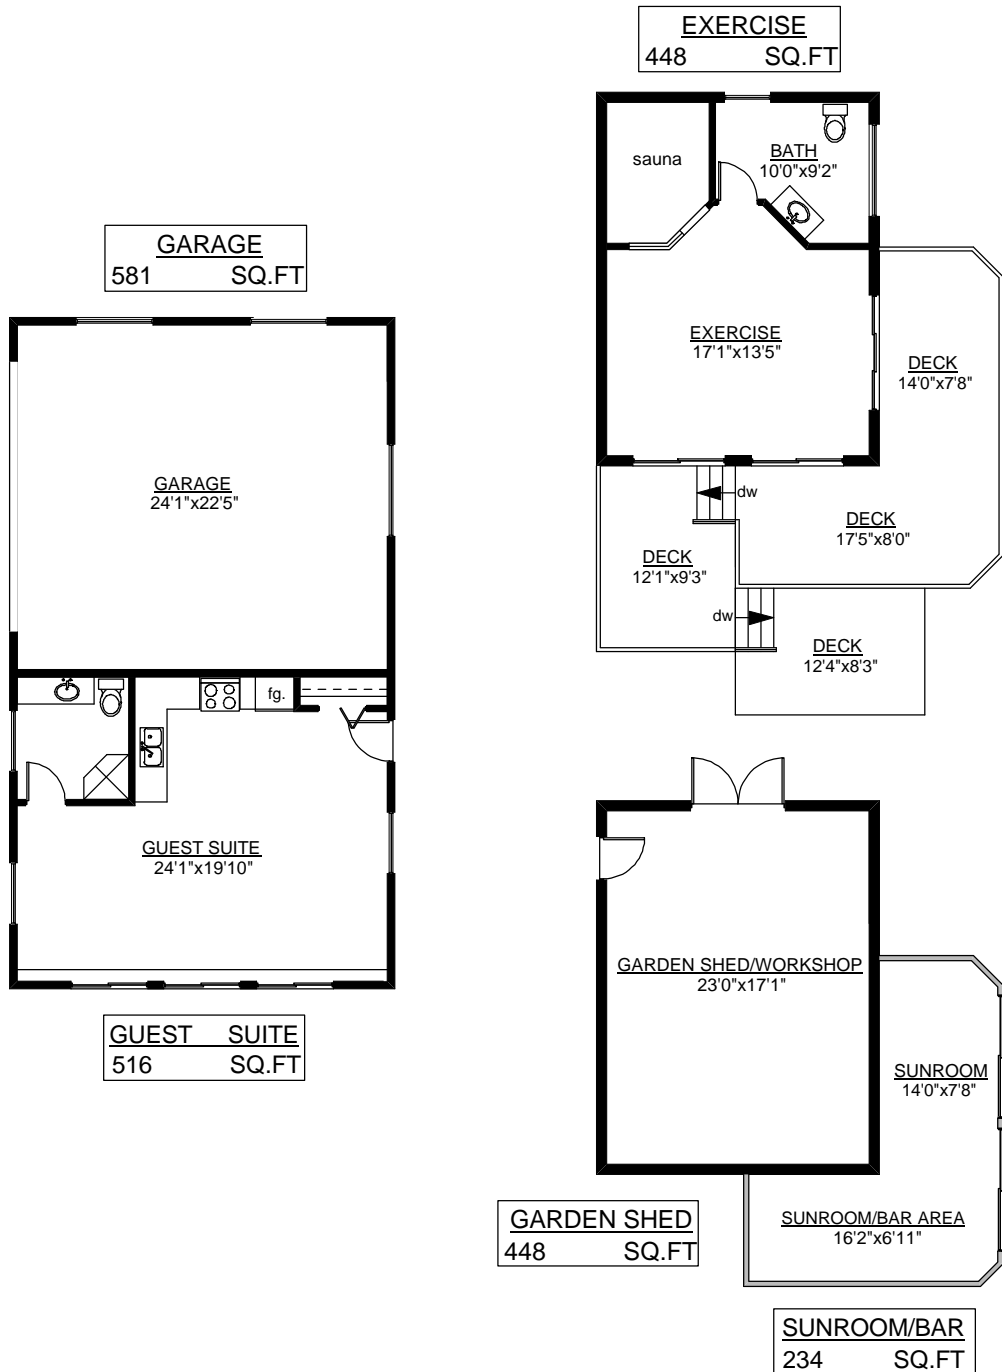 EXERCISE
448 SQ.FT
sauna
BATH
10'0"x9'2"
GARAGE
581 SQ.FT
EXERCISE
17'1"x13'5"
DECK
14'0"x7'8"
GARAGE
24'1"x22'5"
dw
DECK
17'5"x8'0"
DECK
12'1"x9'3"
dw
DECK
12'4"x8'3"
fg.
GUEST SUITE
24'1"x19'10"
GARDEN SHED/WORKSHOP
23'0"x17'1"
GUEST SUITE
516 SQ.FT
SUNROOM
14'0"x7'8"
GARDEN SHED
448 SQ.FT
SUNROOM/BAR AREA
16'2"x6'11"
SUNROOM/BAR
234 SQ.FT